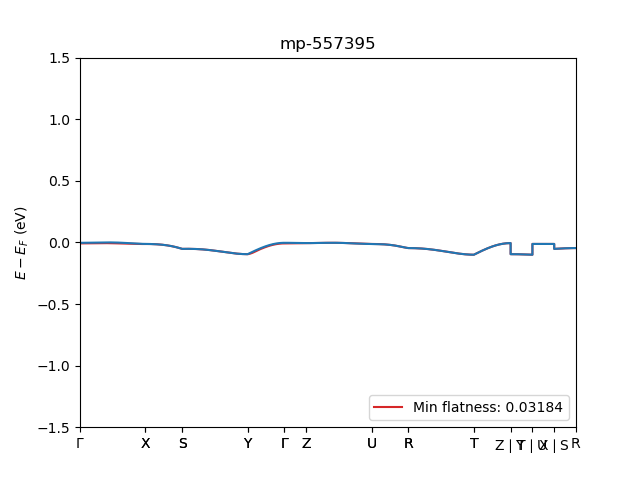 mp-557395
E − E_F (eV)
1.5
1.0
0.5
0.0
−0.5
−1.0
−1.5
Min flatness: 0.03184
Γ X S Y Γ Z U R T Z | Y T | U X | S R